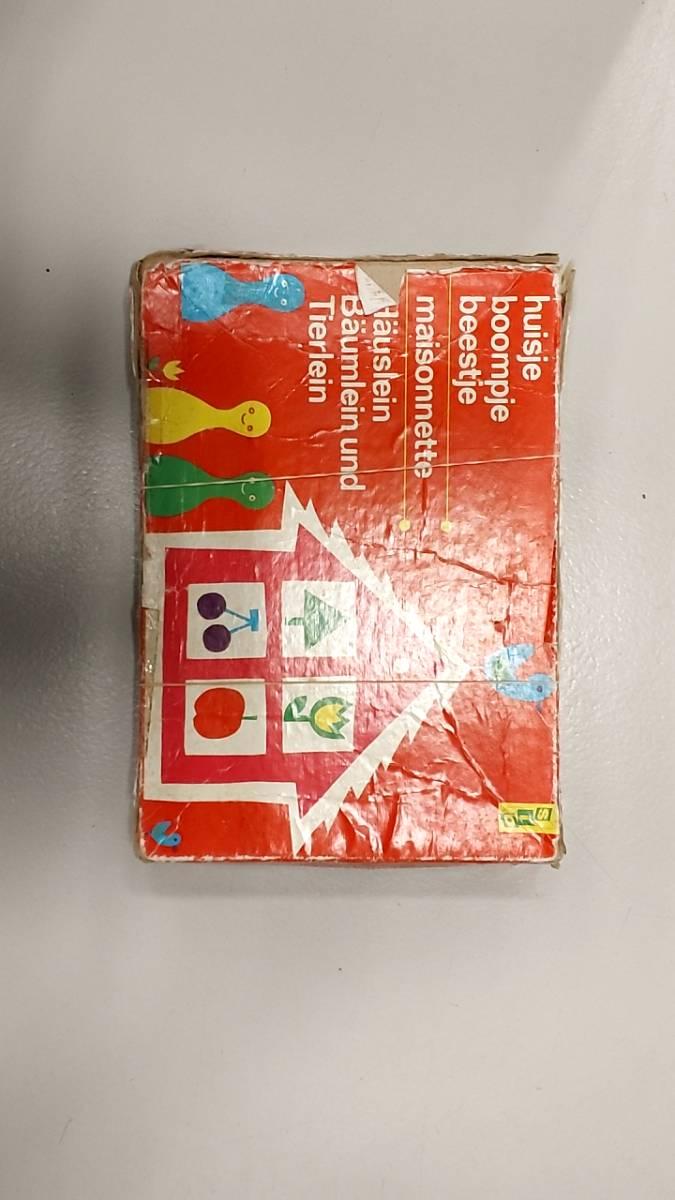 huisje
boompje
beestje
maisonnette
Häuslein
Bäumlein und
Tierlein